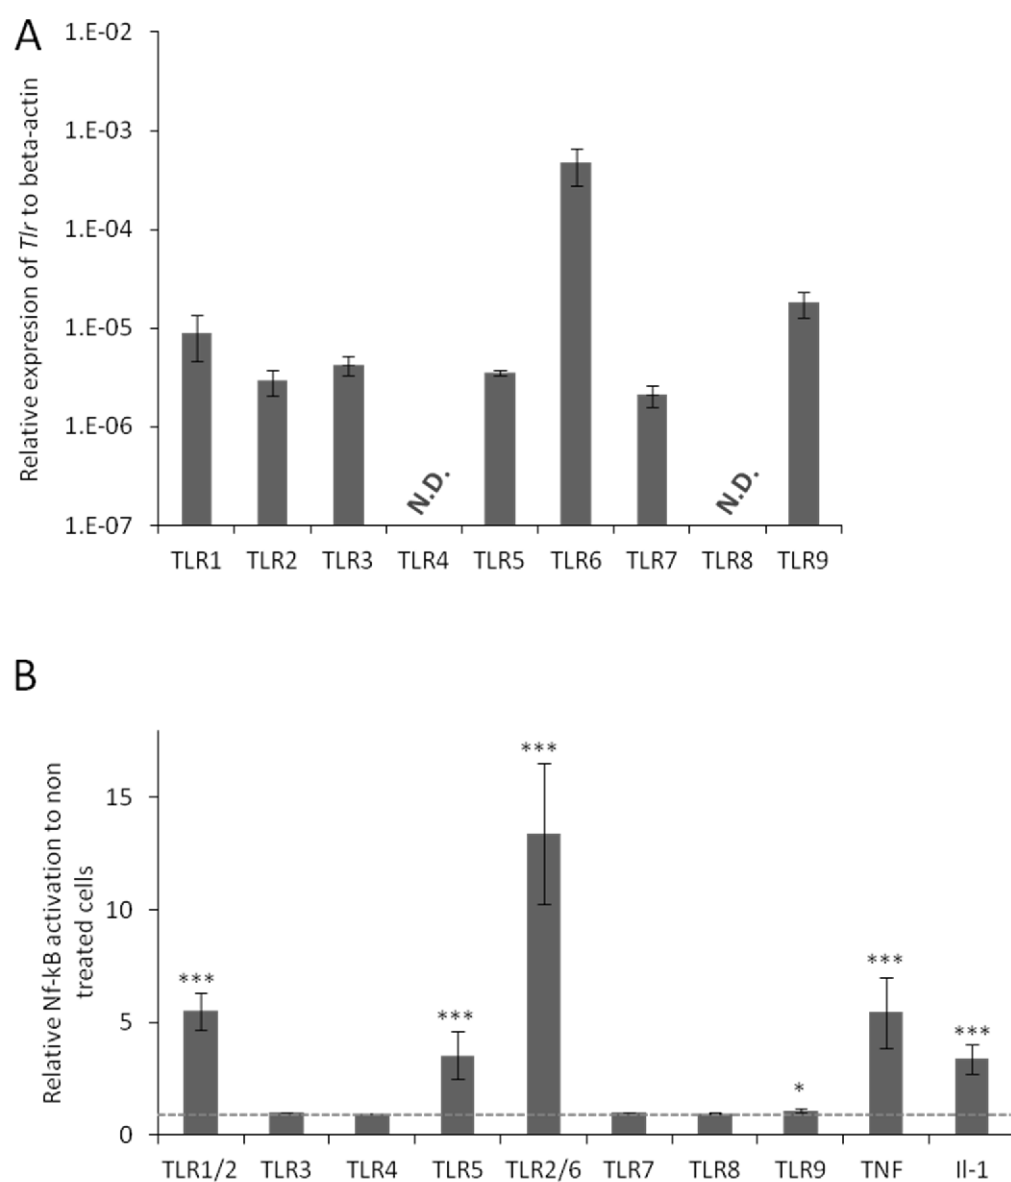 A
1.E-02
1.E-03
1.E-04
1.E-05
1.E-06
1.E-07
Relative expresion of Tlr to beta-actin
N.D.
N.D.
TLR1 TLR2 TLR3 TLR4 TLR5 TLR6 TLR7 TLR8 TLR9
B
Relative Nf-kB activation to non
treated cells
15
10
5
0
***
***
***
*
***
***
TLR1/2 TLR3 TLR4 TLR5 TLR2/6 TLR7 TLR8 TLR9 TNF Il-1